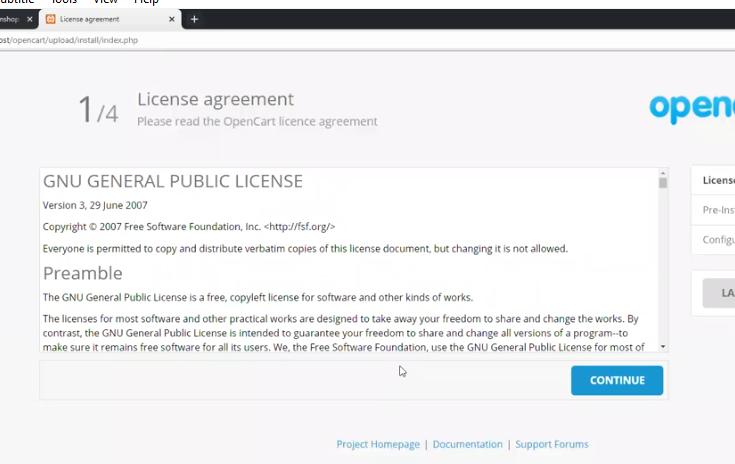 Subtitle Tools View Help
nshop
License agreement
ost/opencart/upload/install/index.php
1/4
License agreement
Please read the OpenCart licence agreement
openc
GNU GENERAL PUBLIC LICENSE
Version 3, 29 June 2007
Copyright © 2007 Free Software Foundation, Inc. <http://fsf.org/>
Everyone is permitted to copy and distribute verbatim copies of this license document, but changing it is not allowed.
Preamble
The GNU General Public License is a free, copyleft license for software and other kinds of works.
The licenses for most software and other practical works are designed to take away your freedom to share and change the works. By
contrast, the GNU General Public License is intended to guarantee your freedom to share and change all versions of a program--to
make sure it remains free software for all its users. We, the Free Software Foundation, use the GNU General Public License for most of
License
Pre-Ins
Configu
LA
CONTINUE
Project Homepage | Documentation | Support Forums